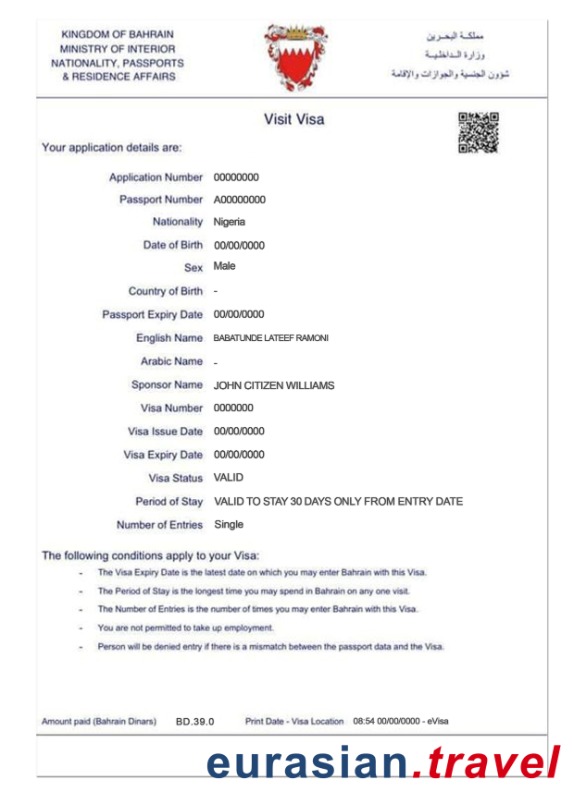 KINGDOM OF BAHRAIN
MINISTRY OF INTERIOR
NATIONALITY, PASSPORTS
& RESIDENCE AFFAIRS
مملكة البحرين
وزارة الداخلية
شؤون الجنسية والجوازات والإقامة
Visit Visa
Your application details are:
Application Number 00000000
Passport Number A00000000
Nationality Nigeria
Date of Birth 00/00/0000
Sex Male
Country of Birth -
Passport Expiry Date 00/00/0000
English Name BABATUNDE LATEEF RAMONI
Arabic Name -
Sponsor Name JOHN CITIZEN WILLIAMS
Visa Number 0000000
Visa Issue Date 00/00/0000
Visa Expiry Date 00/00/0000
Visa Status VALID
Period of Stay VALID TO STAY 30 DAYS ONLY FROM ENTRY DATE
Number of Entries Single
The following conditions apply to your Visa:
- The Visa Expiry Date is the latest date on which you may enter Bahrain with this Visa.
- The Period of Stay is the longest time you may spend in Bahrain on any one visit.
- The Number of Entries is the number of times you may enter Bahrain with this Visa.
- You are not permitted to take up employment.
- Person will be denied entry if there is a mismatch between the passport data and the Visa.
Amount paid (Bahrain Dinars) BD.39.0 Print Date - Visa Location 08:54 00/00/0000 - eVisa
eurasian.travel